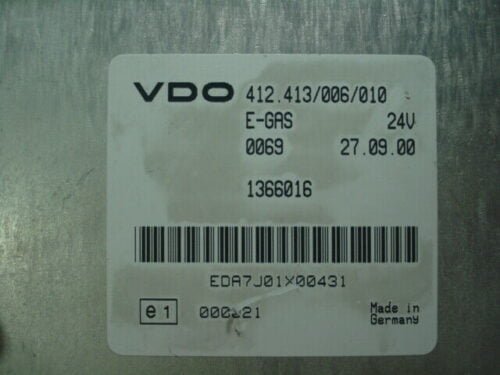 VDO 412.413/006/010
E-GAS 24V
0069 27.09.00
1366016
EDA7J01X00431
e1
Made in
Germany